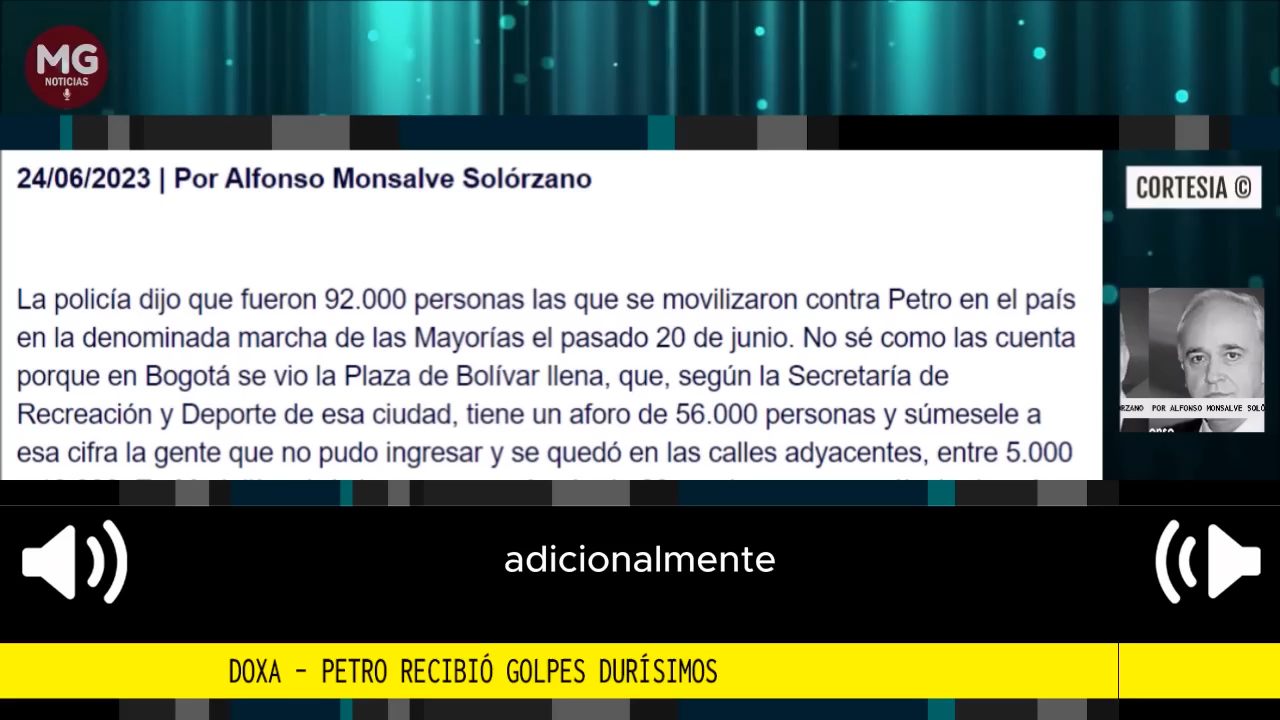 MG
NOTICIAS
24/06/2023 | Por Alfonso Monsalve Solórzano
CORTESIA ©
La policía dijo que fueron 92.000 personas las que se movilizaron contra Petro en el país
en la denominada marcha de las Mayorías el pasado 20 de junio. No sé como las cuenta
porque en Bogotá se vio la Plaza de Bolívar llena, que, según la Secretaría de
Recreación y Deporte de esa ciudad, tiene un aforo de 56.000 personas y súmesele a
esa cifra la gente que no pudo ingresar y se quedó en las calles adyacentes, entre 5.000
POR ALFONSO MONSALVE
adicionalmente
DOXA - PETRO RECIBIÓ GOLPES DURÍSIMOS